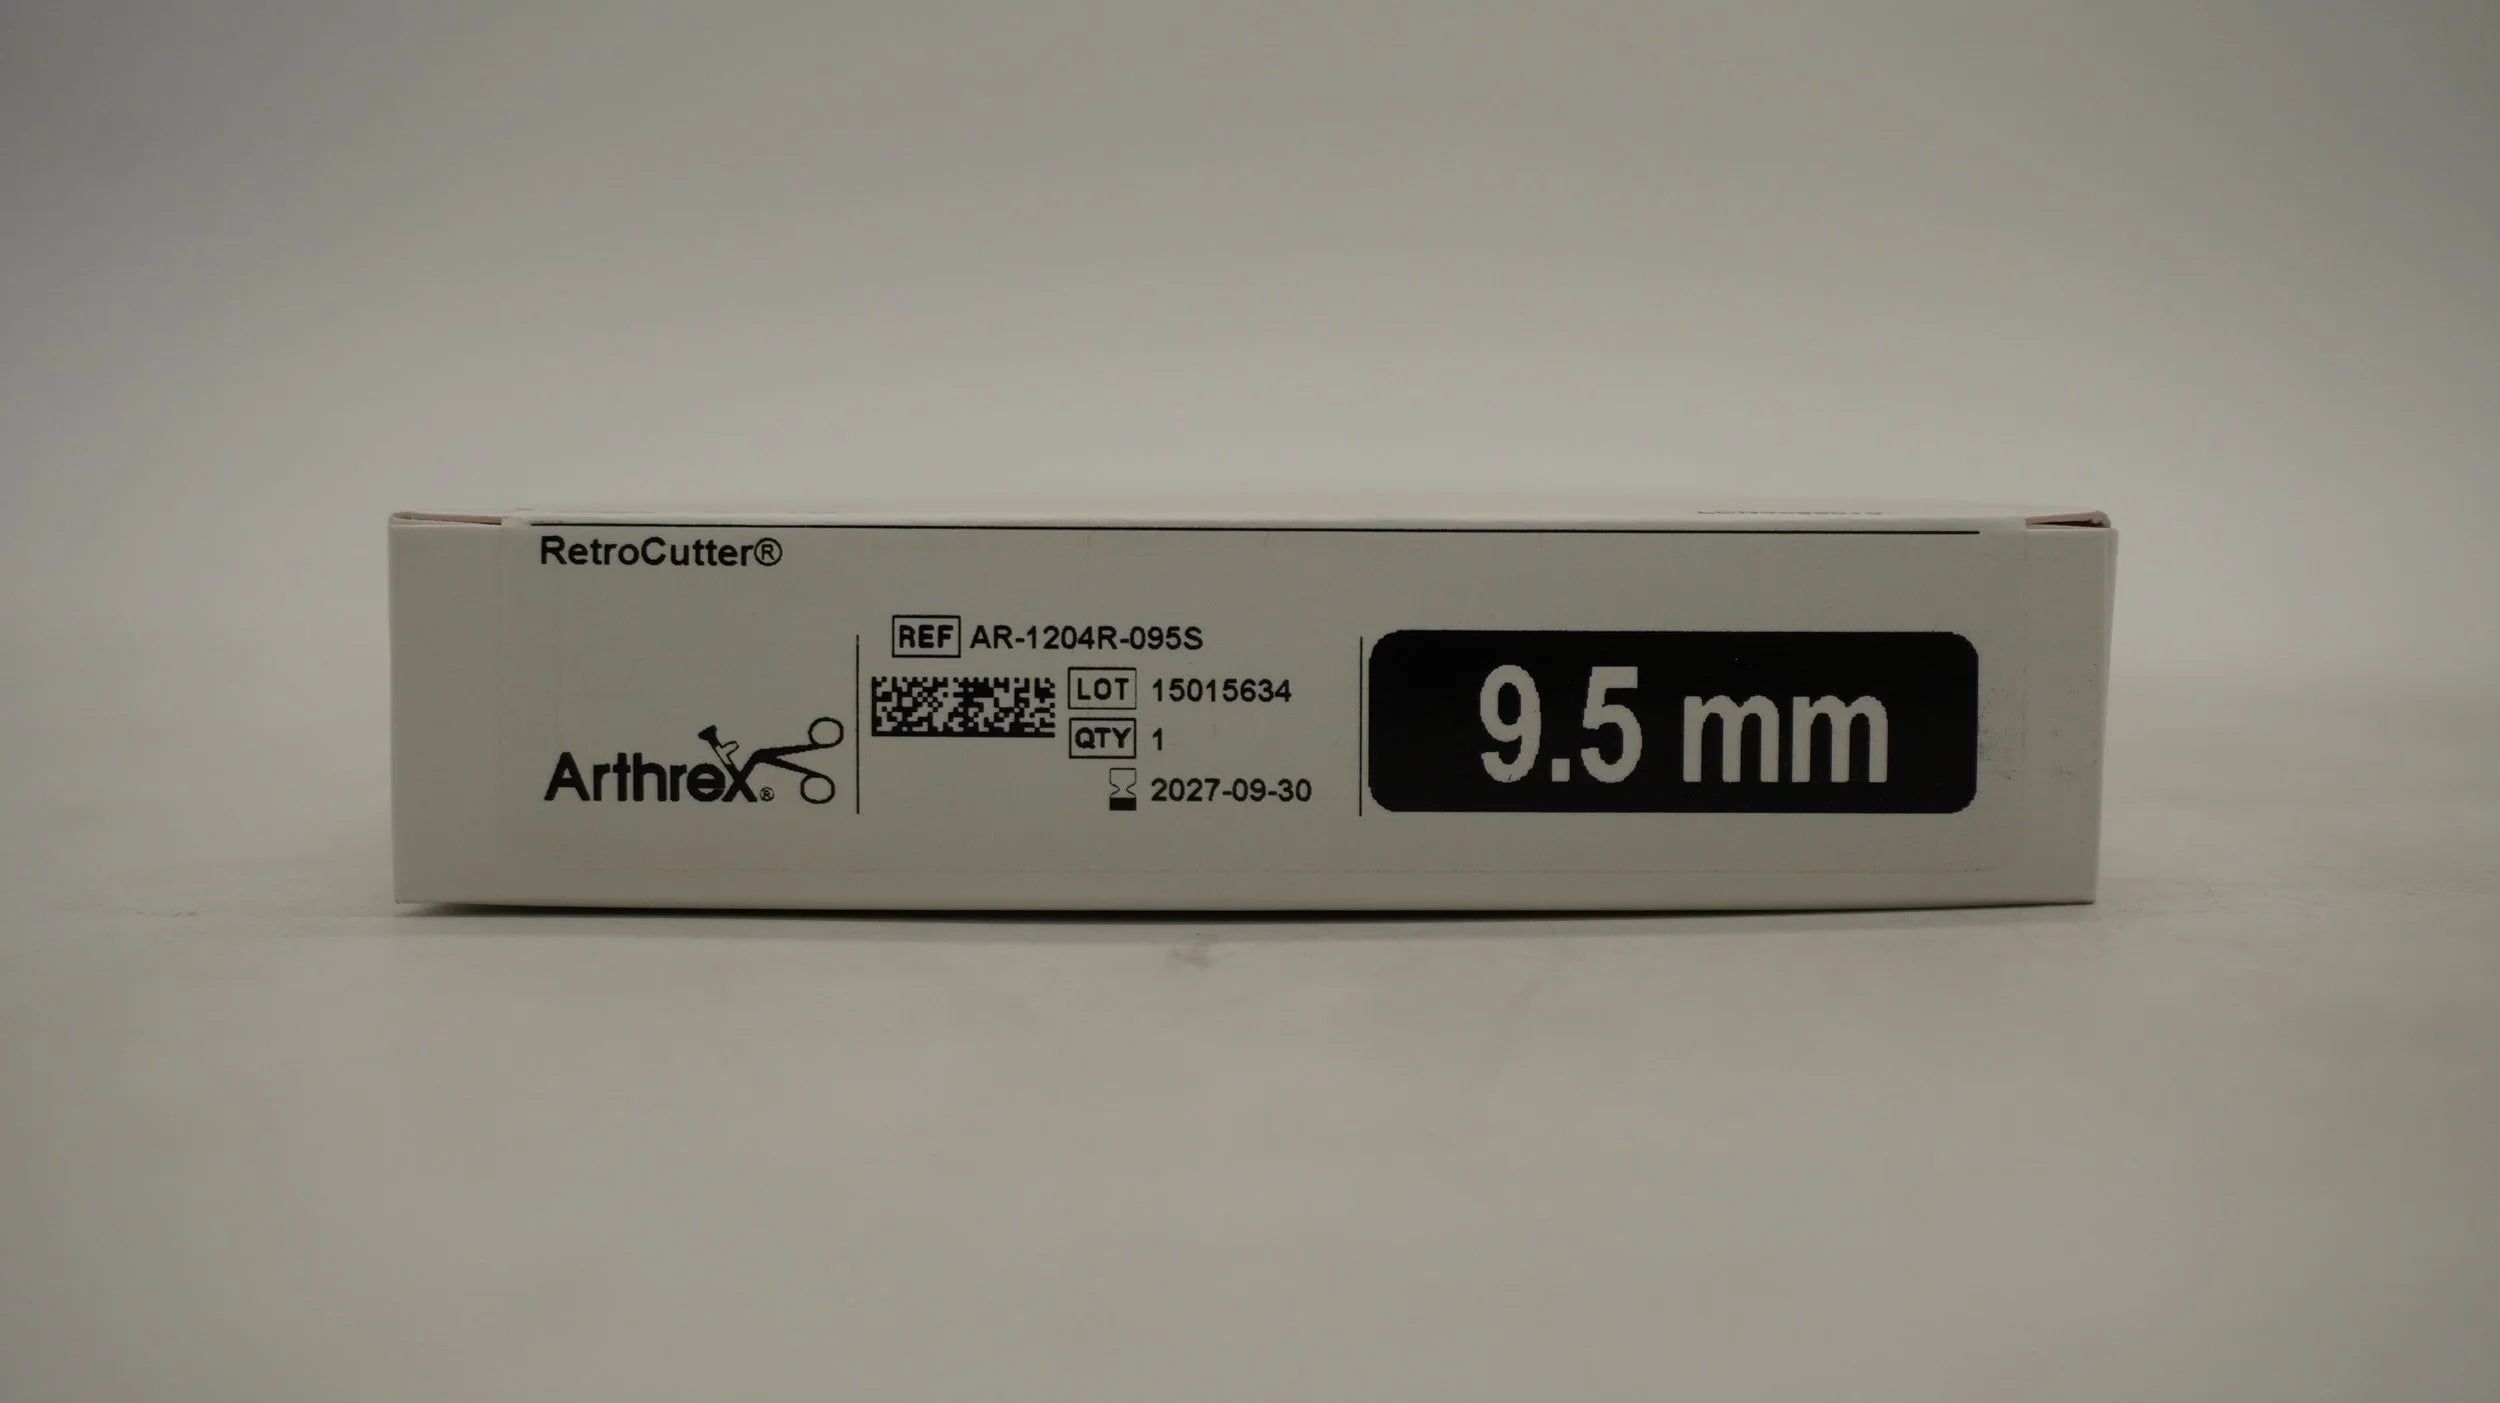 RetroCutter®
REF AR-1204R-095S
LOT 15015634
QTY 1
2027-09-30
Arthrex®
9.5 mm